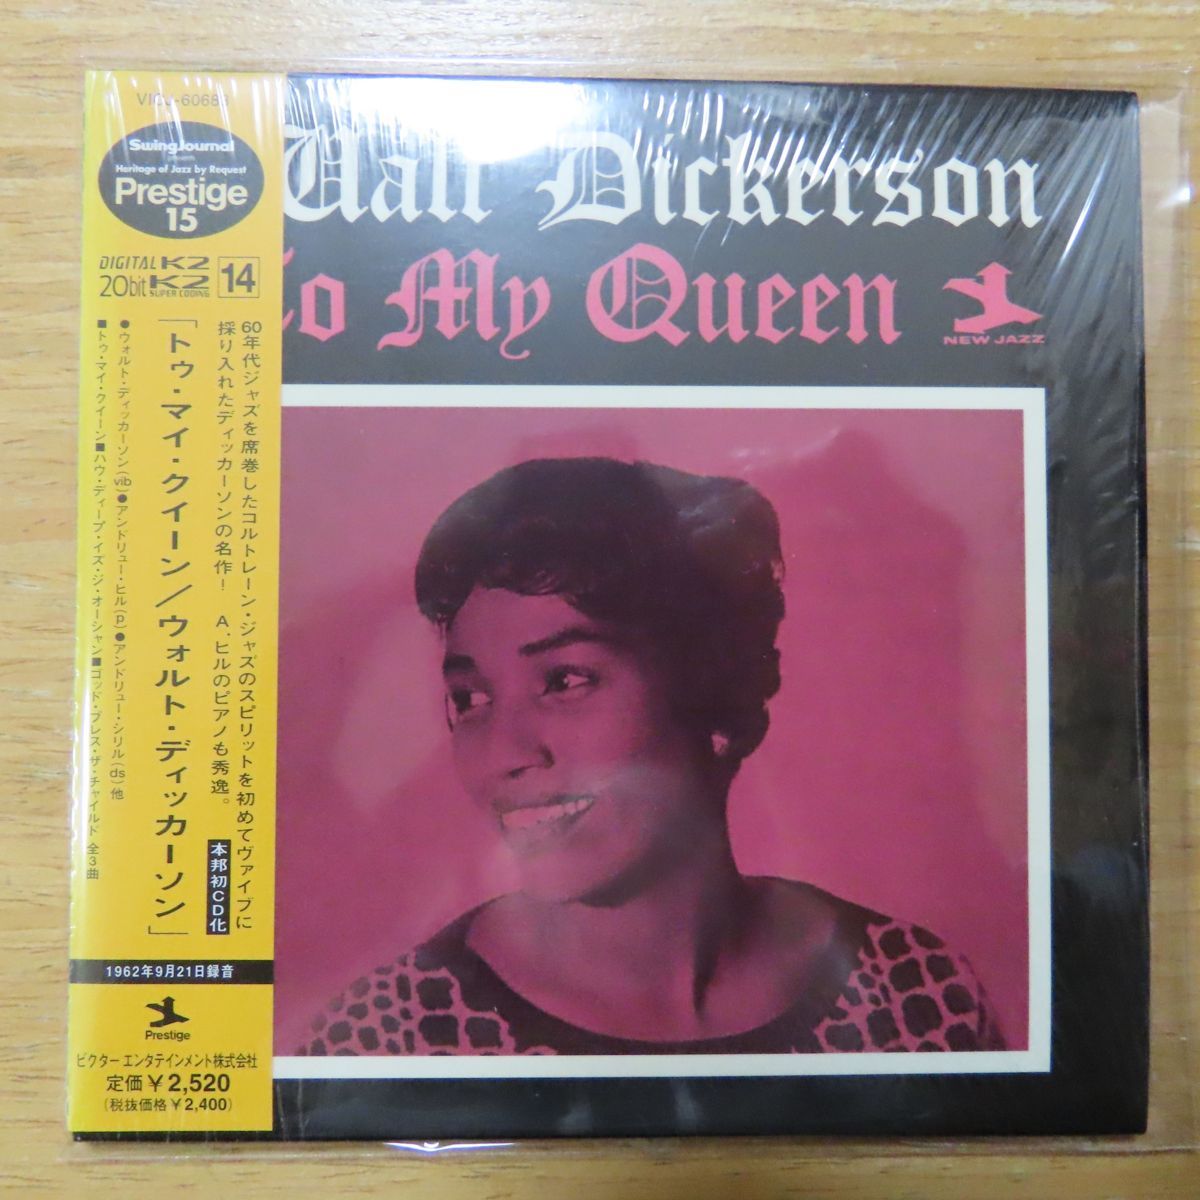 VICJ-60683
SwingJournal
presents
Heritage of Jazz by Request
Prestige
15
DIGITAL K2
20bit K2
SUPER CODING
14
60年代ジャズを席巻したコルトレーン・ジャズのスピリットを初めてヴァイブに
採り入れたディッカーソンの名作! A.ヒルのピアノも秀逸。
本邦初CD化
「トゥ・マイ・クイーン/ウォルト・ディッカーソン」
●ウォルト・ディッカーソン(vib)●アンドリュー・ヒル(p)●アンドリュー・シリル(ds)他
■トゥ・マイ・クイーン■ハウ・ディープ・イズ・ジ・オーシャン■ゴッド・ブレス・ザ・チャイルド 全3曲
1962年9月21日録音
Prestige
ビクターエンタテインメント株式会社
定価¥2,520
(税抜価格¥2,400)
Walt Dickerson
To My Queen
NEW JAZZ